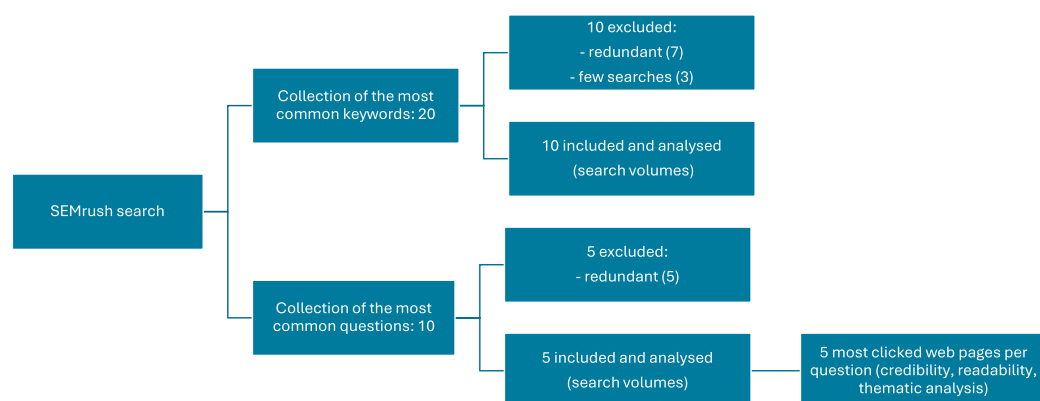 SEMrush search
Collection of the most
common keywords: 20
10 excluded:
- redundant (7)
- few searches (3)
10 included and analysed
(search volumes)
Collection of the most
common questions: 10
5 excluded:
- redundant (5)
5 included and analysed
(search volumes)
5 most clicked web pages per
question (credibility, readability,
thematic analysis)